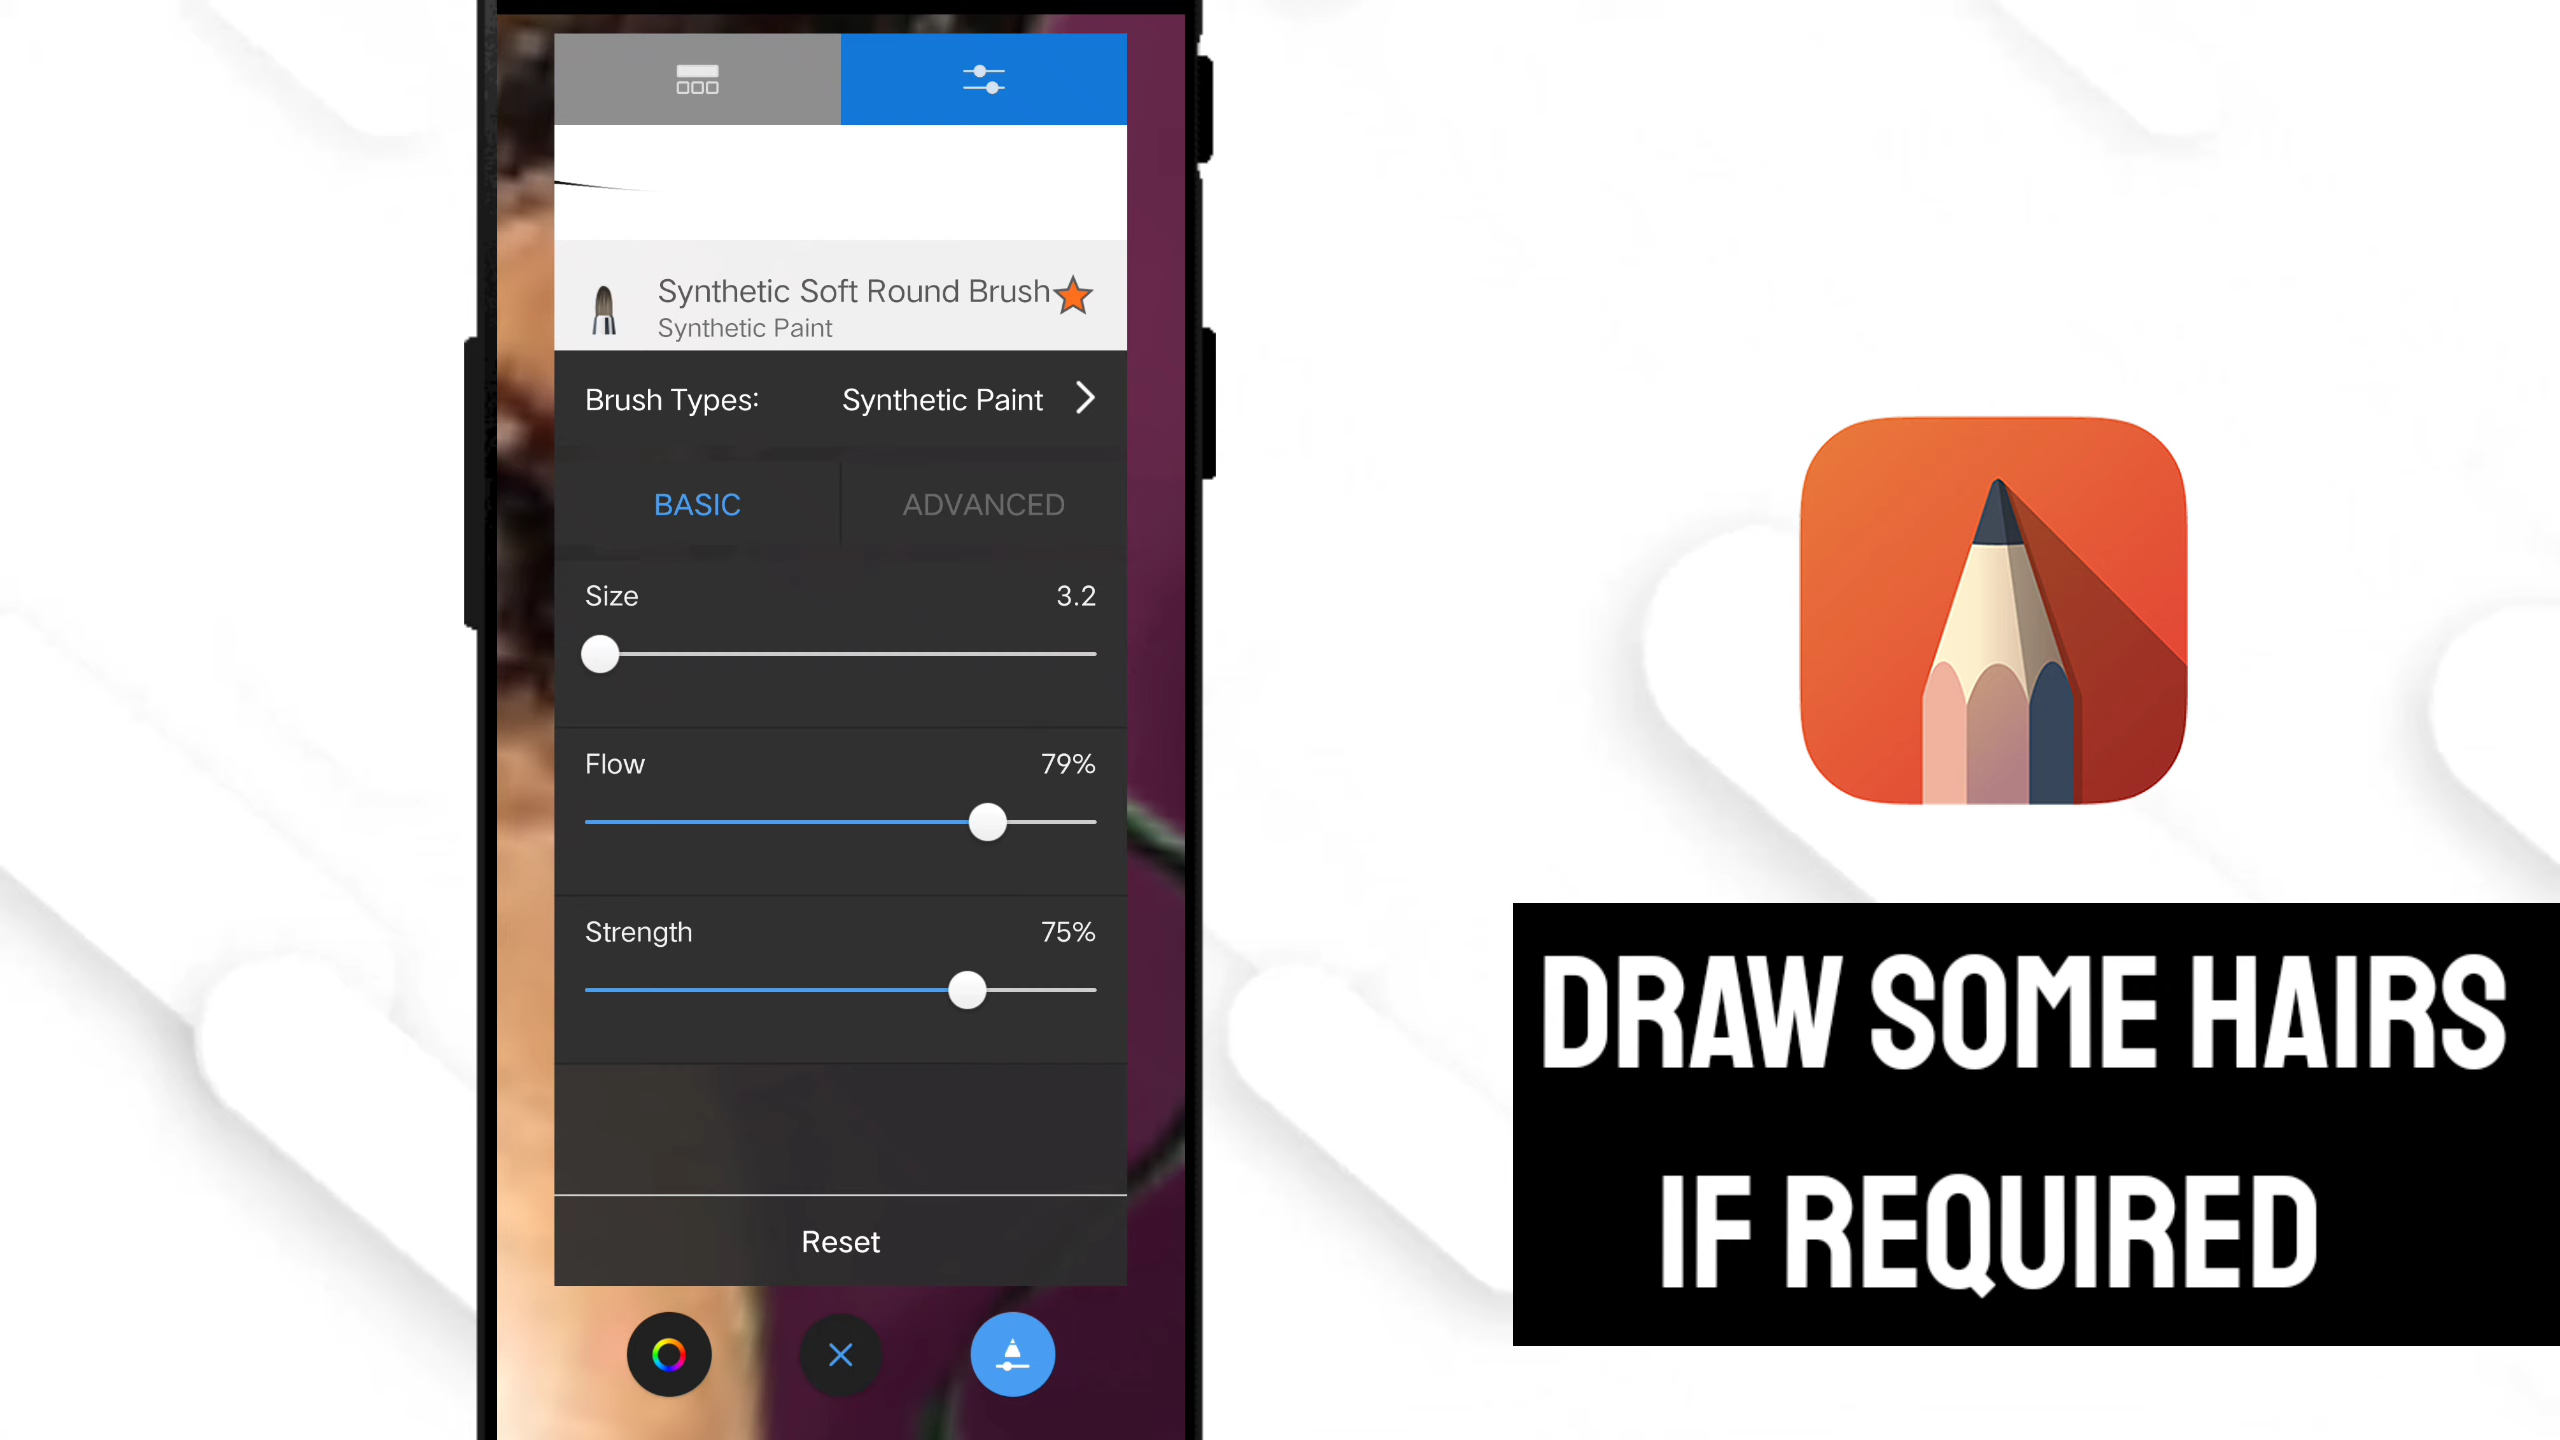 Synthetic Soft Round Brush
Synthetic Paint
Brush Types: Synthetic Paint
BASIC ADVANCED
Size 3.2
Flow 79%
Strength 75%
Reset
DRAW SOME HAIRS
IF REQUIRED